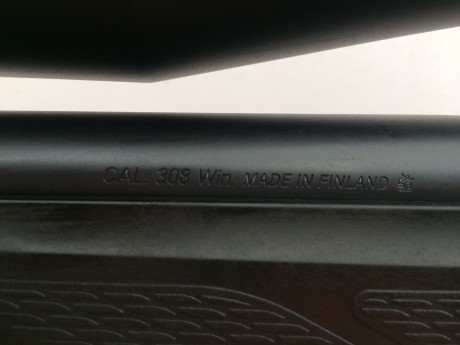 CAL. 308 Win. MADE IN FINLAND